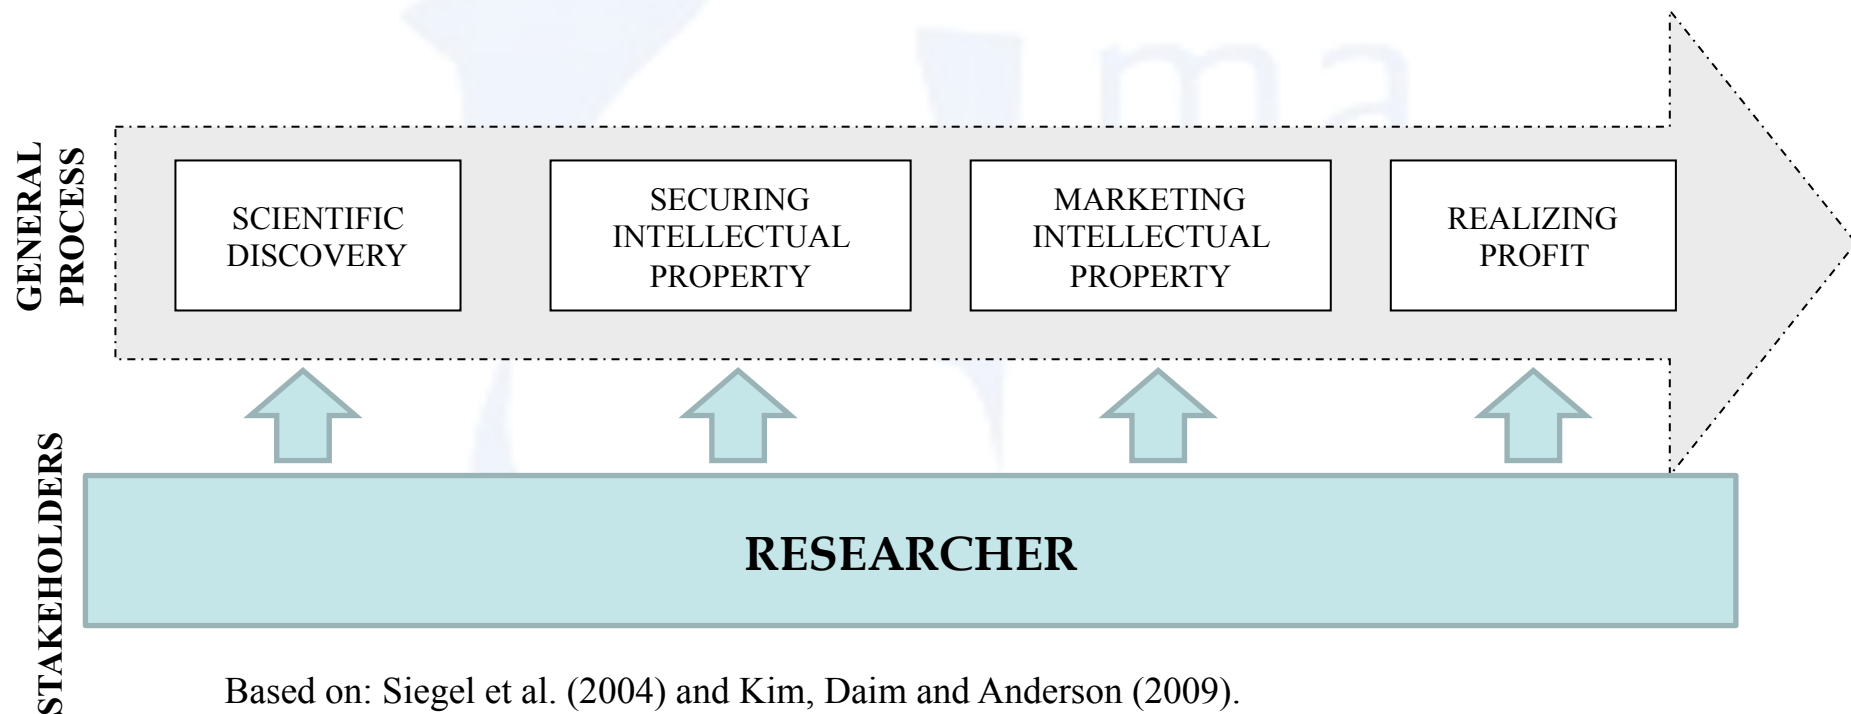 ma
GENERAL
PROCESS
SCIENTIFIC
DISCOVERY
SECURING
INTELLECTUAL
PROPERTY
MARKETING
INTELLECTUAL
PROPERTY
REALIZING
PROFIT
STAKEHOLDERS
RESEARCHER
Based on: Siegel et al. (2004) and Kim, Daim and Anderson (2009).